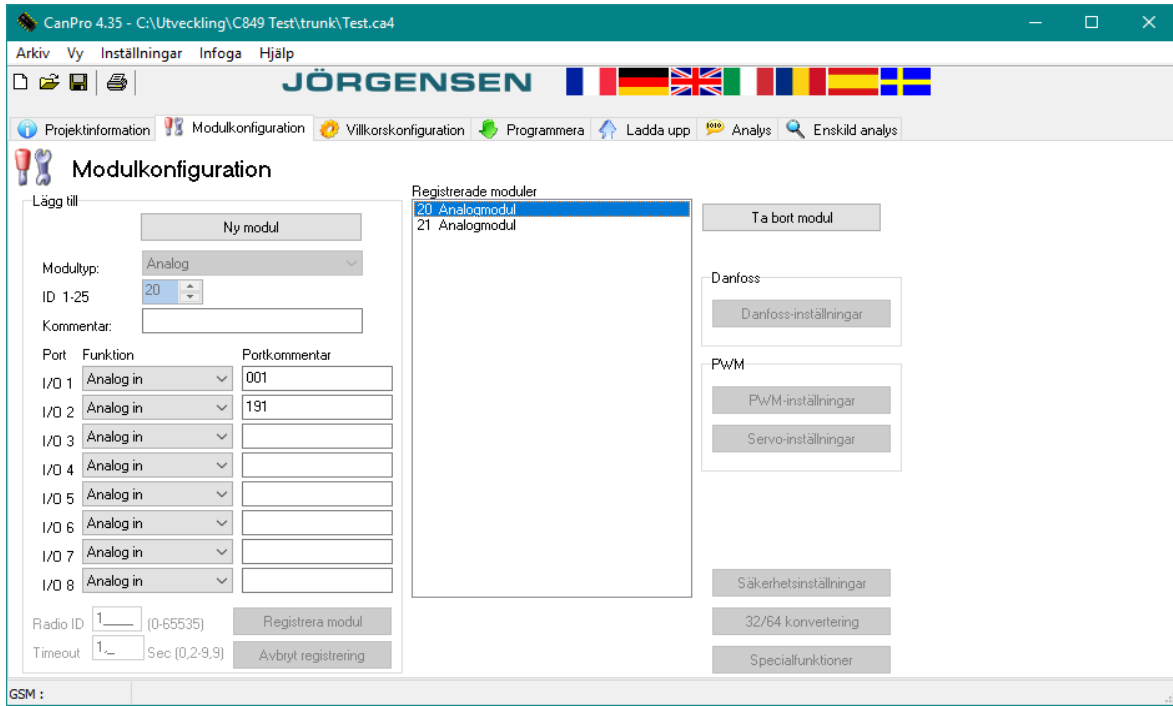 CanPro 4.35 - C:\Utveckling\C849 Test\trunk\Test.ca4
Arkiv Vy Inställningar Infoga Hjälp
JÖRGENSEN
Projektinformation Modulkonfiguration Villkorskonfiguration Programmera Ladda upp Analys Enskild analys
Modulkonfiguration
Lägg till
Ny modul
Modultyp: Analog
ID 1-25 20
Kommentar:
Port Funktion Portkommentar
I/O 1 Analog in 001
I/O 2 Analog in 191
I/O 3 Analog in
I/O 4 Analog in
I/O 5 Analog in
I/O 6 Analog in
I/O 7 Analog in
I/O 8 Analog in
Radio ID 1____ (0-65535) Registrera modul
Timeout 1,_ Sec (0,2-9,9) Avbryt registrering
Registrerade moduler
20 Analogmodul
21 Analogmodul
Ta bort modul
Danfoss
Danfoss-inställningar
PWM
PWM-inställningar
Servo-inställningar
Säkerhetsinställningar
32/64 konvertering
Specialfunktioner
GSM :